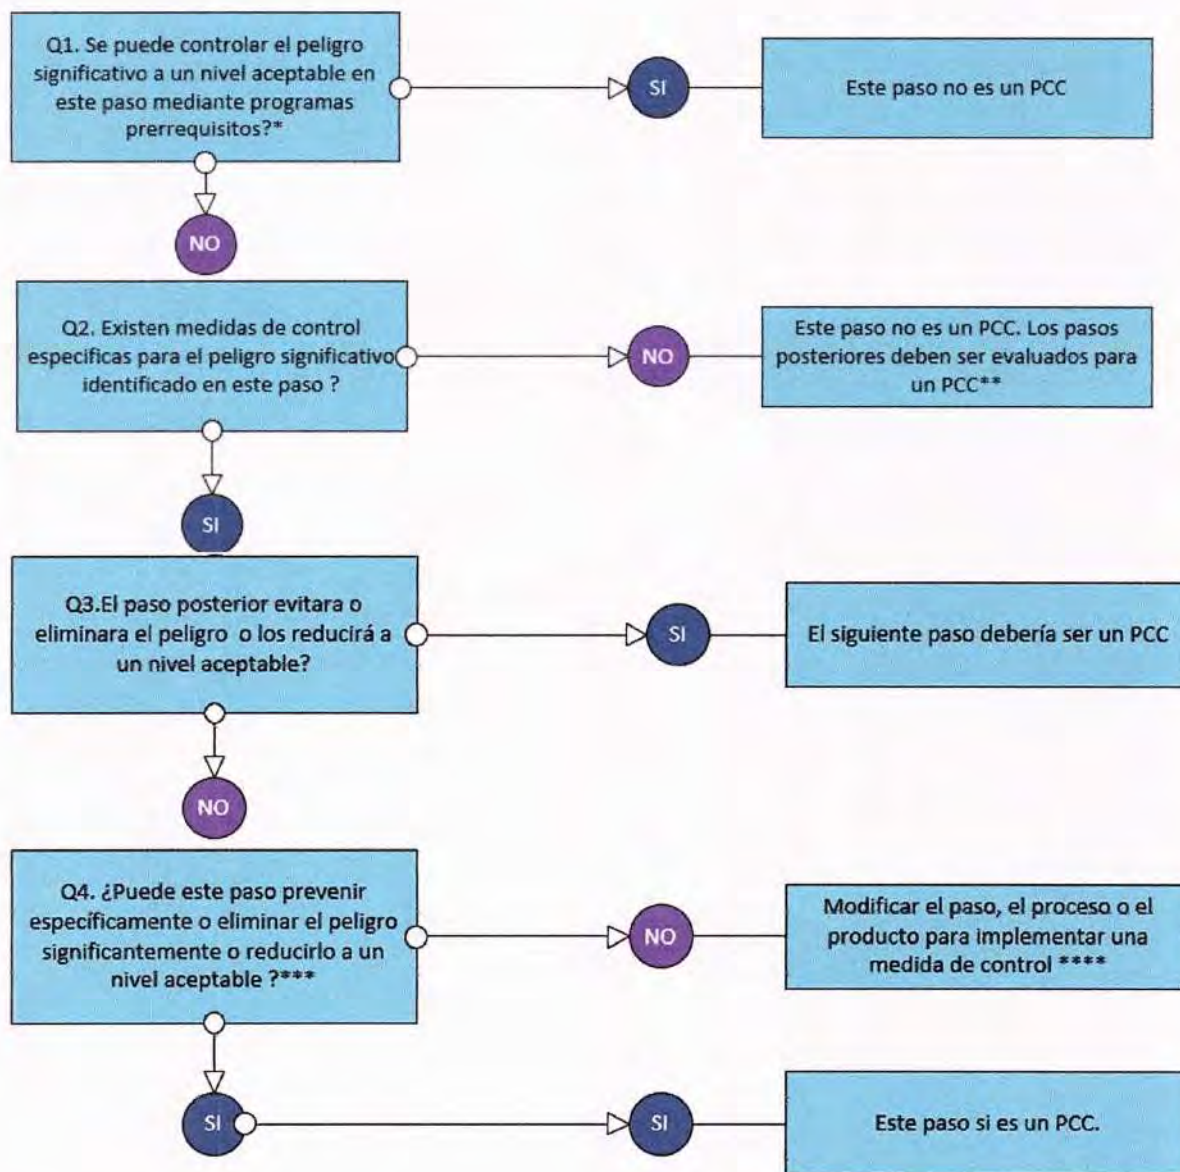 Q1. Se puede controlar el peligro
significativo a un nivel aceptable en
este paso mediante programas
prerrequisitos?*
SI
Este paso no es un PCC
NO
Q2. Existen medidas de control
especificas para el peligro significativo
identificado en este paso ?
NO
Este paso no es un PCC. Los pasos
posteriores deben ser evaluados para
un PCC**
SI
Q3.El paso posterior evitara o
eliminara el peligro o los reducirá a
un nivel aceptable?
SI
El siguiente paso debería ser un PCC
NO
Q4. ¿Puede este paso prevenir
específicamente o eliminar el peligro
significantemente o reducirlo a un
nivel aceptable ?***
NO
Modificar el paso, el proceso o el
producto para implementar una
medida de control ****
SI
SI
Este paso si es un PCC.